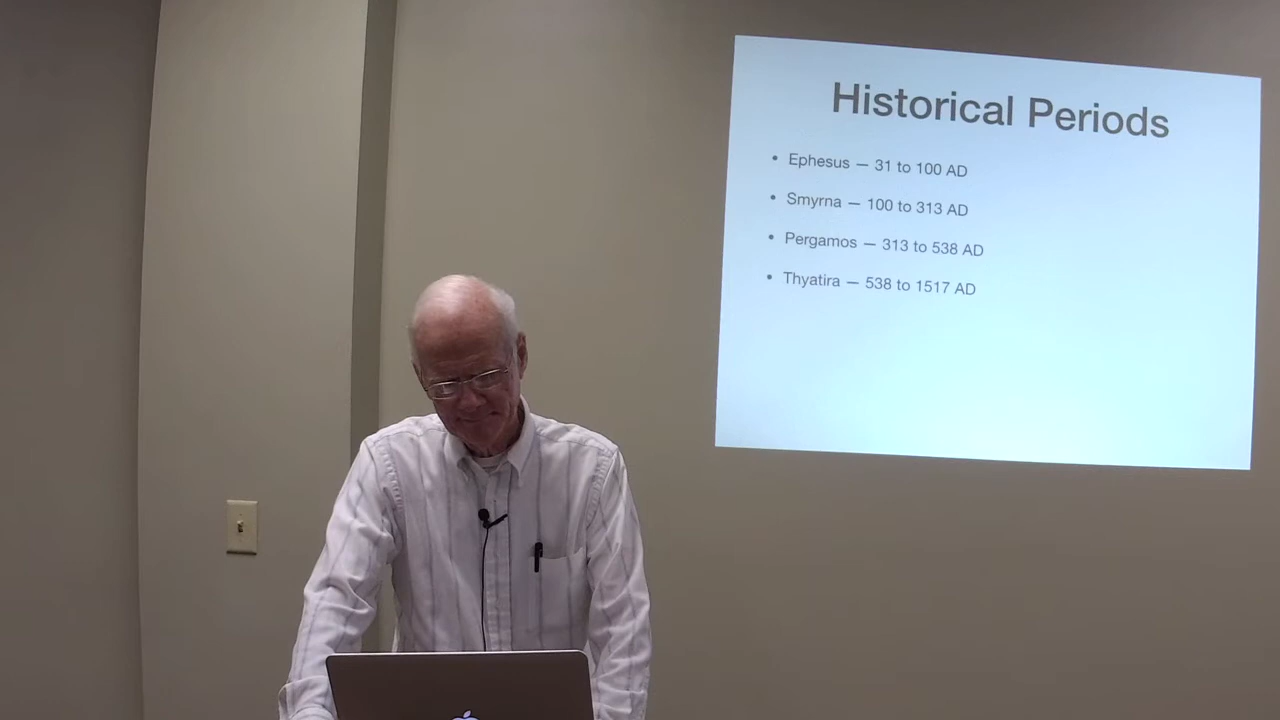 Historical Periods
• Ephesus — 31 to 100 AD
• Smyrna — 100 to 313 AD
• Pergamos — 313 to 538 AD
• Thyatira — 538 to 1517 AD